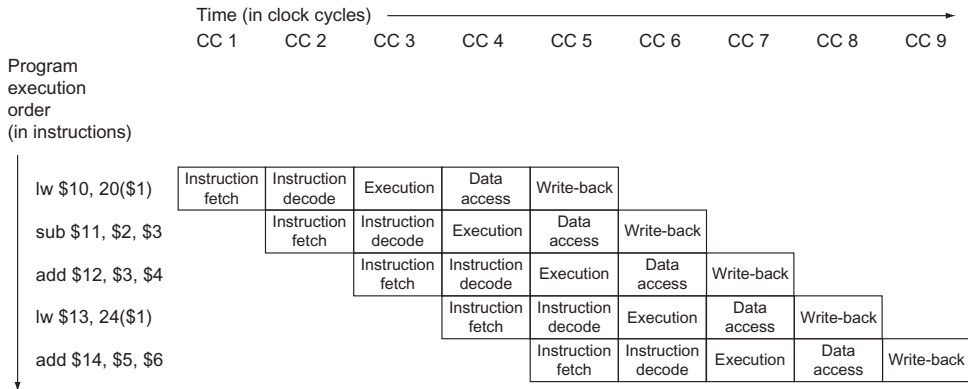 Time (in clock cycles)
CC 1 CC 2 CC 3 CC 4 CC 5 CC 6 CC 7 CC 8 CC 9
Program
execution
order
(in instructions)
lw $10, 20($1)
Instruction
fetch
Instruction
decode
Execution
Data
access
Write-back
sub $11, $2, $3
Instruction
fetch
Instruction
decode
Execution
Data
access
Write-back
add $12, $3, $4
Instruction
fetch
Instruction
decode
Execution
Data
access
Write-back
lw $13, 24($1)
Instruction
fetch
Instruction
decode
Execution
Data
access
Write-back
add $14, $5, $6
Instruction
fetch
Instruction
decode
Execution
Data
access
Write-back